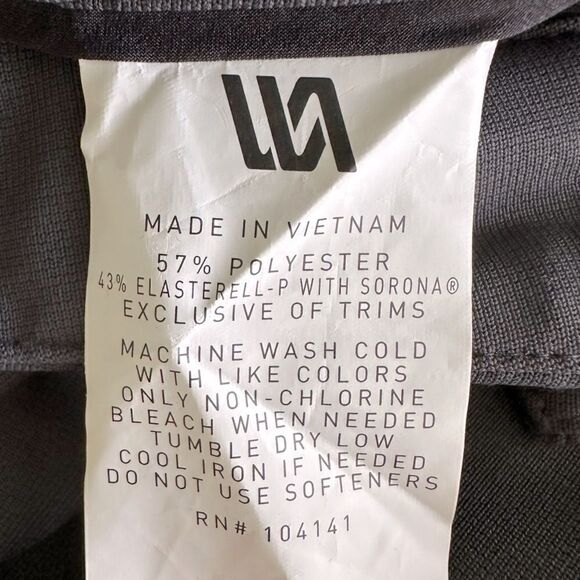 MADE IN VIETNAM
57% POLYESTER
43% ELASTERELL-P WITH SORONA®
EXCLUSIVE OF TRIMS
MACHINE WASH COLD
WITH LIKE COLORS
ONLY NON-CHLORINE
BLEACH WHEN NEEDED
TUMBLE DRY LOW
COOL IRON IF NEEDED
DO NOT USE SOFTENERS
RN# 104141